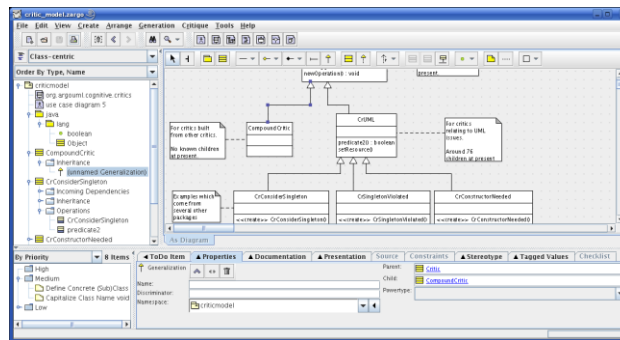 critic_model.zargo
File Edit View Create Arrange Generation Critique Tools Help
Class-centric
Order By Type, Name
criticmodel
org.argouml.cognitive.critics
use case diagram 5
java
lang
boolean
Object
CompoundCritic
Inheritance
(unnamed Generalization)
CrConsiderSingleton
Incoming Dependencies
Inheritance
Operations
CrConsiderSingleton
predicate2
CrConstructorNeeded
newOperation() : void
present
For critics built
from other critics.
No known children
at present.
CompoundCritic
CrUML
predicate2() : boolean
setResource()
For critics
relating to UML
issues.
Around 76
children at present
Examples which
come from
several other
packages
CrConsiderSingleton
<<create>> CrConsiderSingleton()
CrSingletonViolated
<<create>> CrSingletonViolated()
CrConstructorNeeded
<<create>> CrConstructorNeeded()
As Diagram
By Priority
8 Items
High
Medium
Define Concrete (Sub)Class
Capitalize Class Name void
Low
ToDo Item
Properties
Documentation
Presentation
Source
Constraints
Stereotype
Tagged Values
Checklist
Generalization
Name:
Discriminator:
Namespace:
criticmodel
Parent:
Critic
Child:
CompoundCritic
Powertype: